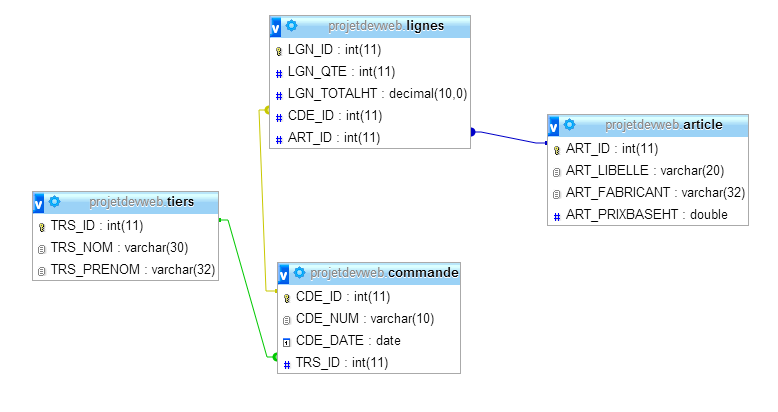 v projetdevweb.lignes
LGN_ID : int(11)
# LGN_QTE : int(11)
# LGN_TOTALHT : decimal(10,0)
# CDE_ID : int(11)
# ART_ID : int(11)
v projetdevweb.article
ART_ID : int(11)
ART_LIBELLE : varchar(20)
ART_FABRICANT : varchar(32)
# ART_PRIXBASEHT : double
v projetdevweb.tiers
TRS_ID : int(11)
TRS_NOM : varchar(30)
TRS_PRENOM : varchar(32)
v projetdevweb.commande
CDE_ID : int(11)
CDE_NUM : varchar(10)
CDE_DATE : date
# TRS_ID : int(11)